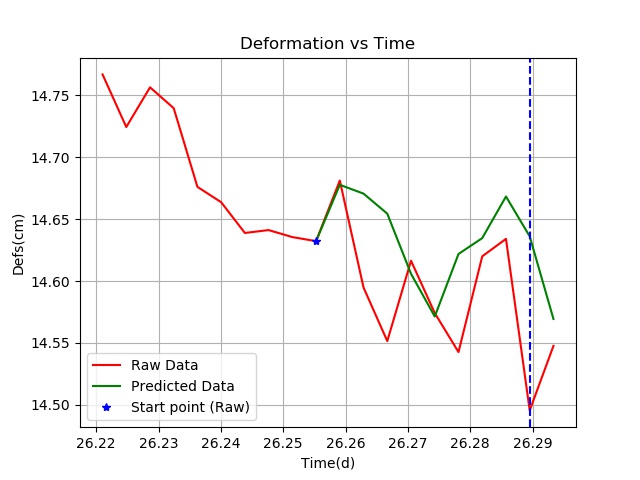 Deformation vs Time
Defs(cm)
14.75
14.70
14.65
14.60
14.55
14.50
Raw Data
Predicted Data
Start point (Raw)
26.22 26.23 26.24 26.25 26.26 26.27 26.28 26.29
Time(d)